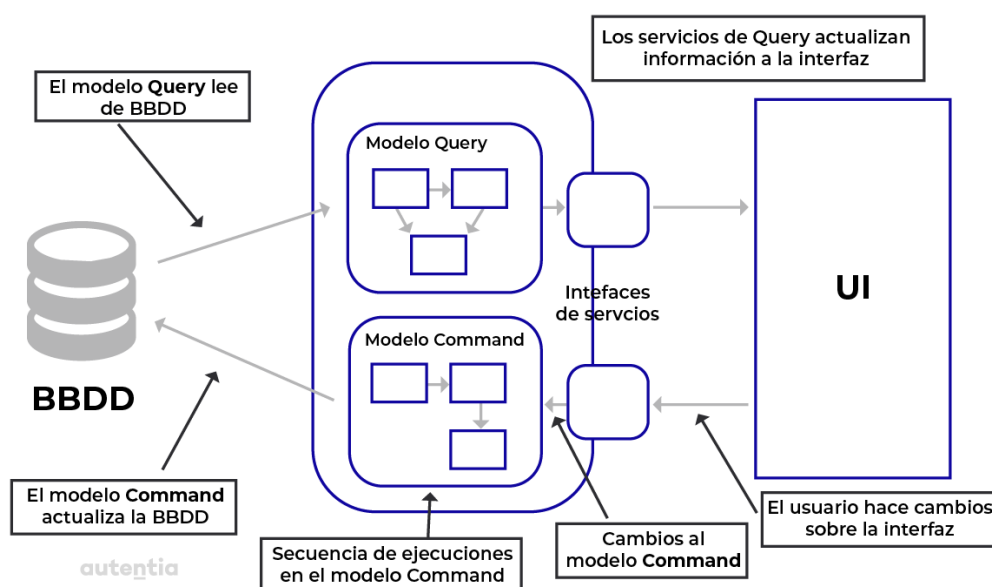 Los servicios de Query actualizan
información a la interfaz
El modelo Query lee
de BBDD
Modelo Query
UI
Intefaces
de servcios
Modelo Command
BBDD
El modelo Command
actualiza la BBDD
El usuario hace cambios
sobre la interfaz
Secuencia de ejecuciones
en el modelo Command
Cambios al
modelo Command
autentia